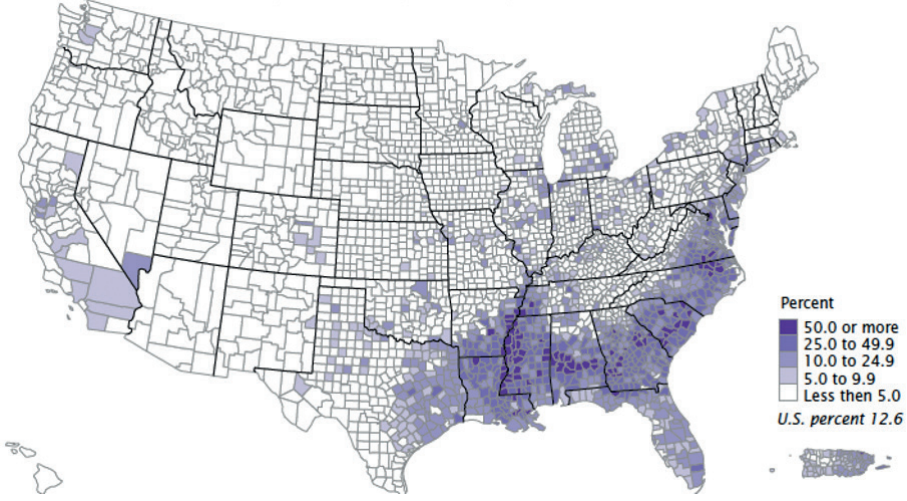 Percent
50.0 or more
25.0 to 49.9
10.0 to 24.9
5.0 to 9.9
Less then 5.0
U.S. percent 12.6